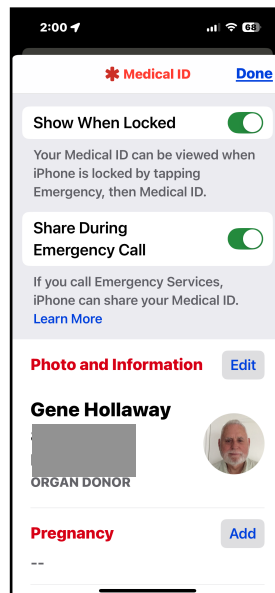 2:00
68
Medical ID
Done
Show When Locked
Your Medical ID can be viewed when
iPhone is locked by tapping
Emergency, then Medical ID.
Share During
Emergency Call
If you call Emergency Services,
iPhone can share your Medical ID.
Learn More
Photo and Information
Edit
Gene Hollaway
ORGAN DONOR
Pregnancy
Add
--